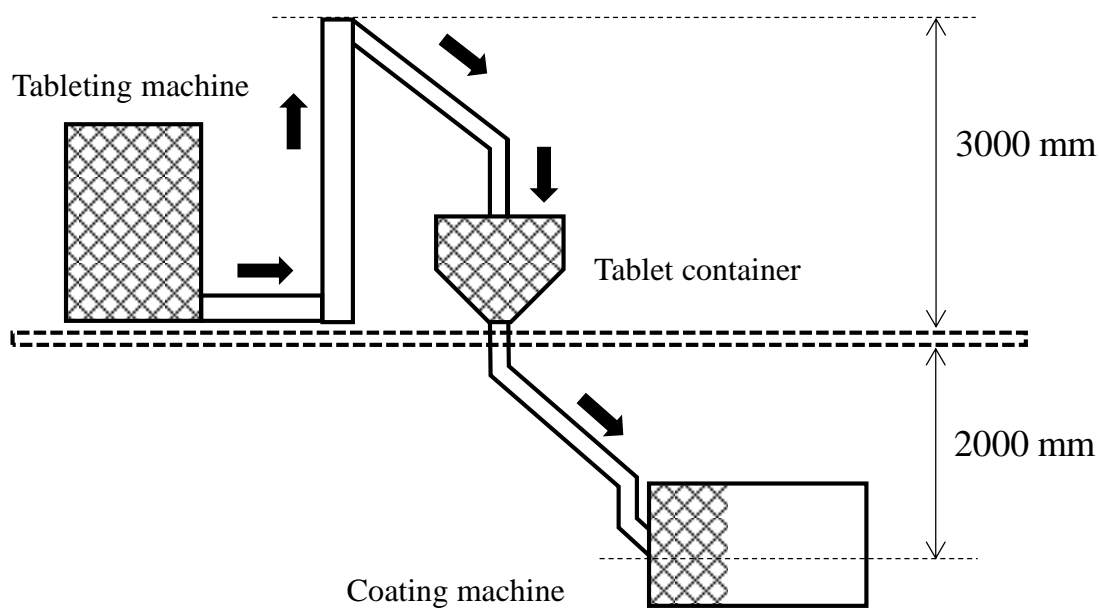 Tableting machine
3000 mm
Tablet container
2000 mm
Coating machine